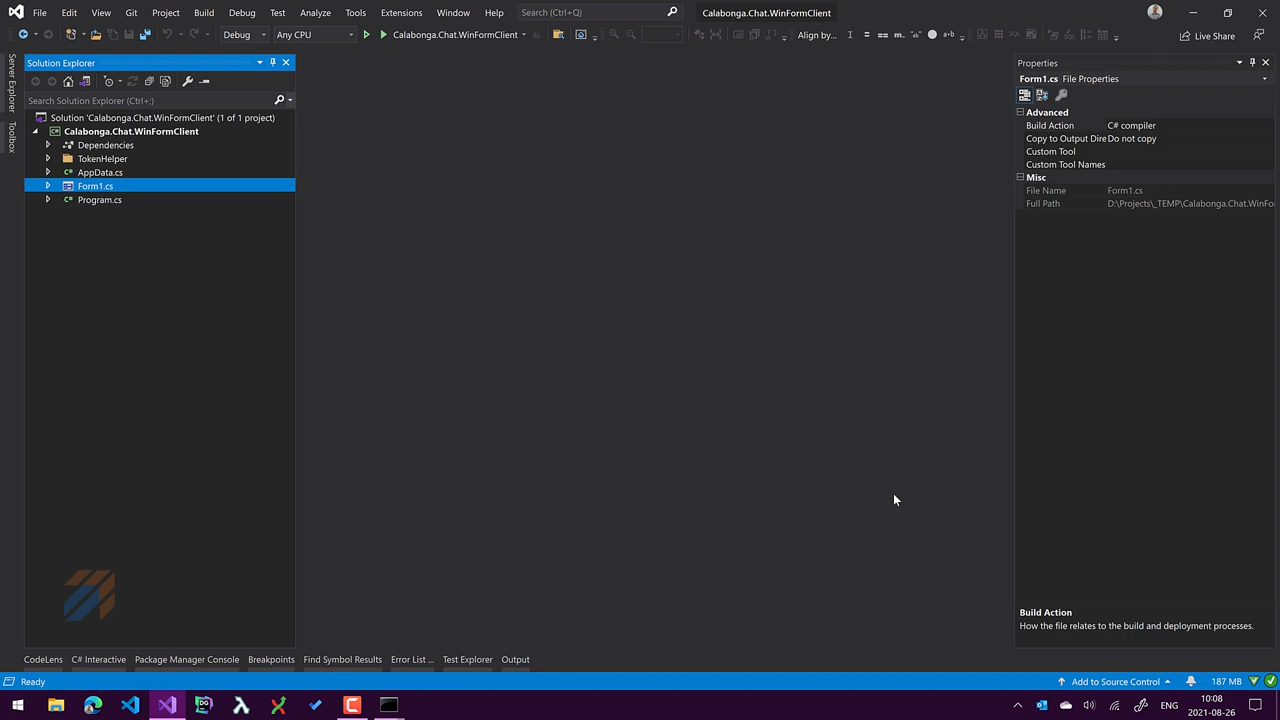 File Edit View Git Project Build Debug Test Analyze Tools Extensions Window Help Search (Ctrl+Q) Calabonga.Chat.WinFormClient
Debug Any CPU Calabonga.Chat.WinFormClient Align by... Live Share
Server Explorer
Toolbox
Solution Explorer
Search Solution Explorer (Ctrl+;)
Solution 'Calabonga.Chat.WinFormClient' (1 of 1 project)
Calabonga.Chat.WinFormClient
Dependencies
TokenHelper
AppData.cs
Form1.cs
Program.cs
Properties
Form1.cs File Properties
Advanced
Build Action C# compiler
Copy to Output Dire Do not copy
Custom Tool
Custom Tool Names
Misc
File Name Form1.cs
Full Path D:\Projects\_TEMP\Calabonga.Chat.WinFo
Build Action
How the file relates to the build and deployment processes.
CodeLens C# Interactive Package Manager Console Breakpoints Find Symbol Results Error List ... Test Explorer Output
Ready Add to Source Control 187 MB
ENG 10:08
2021-08-26